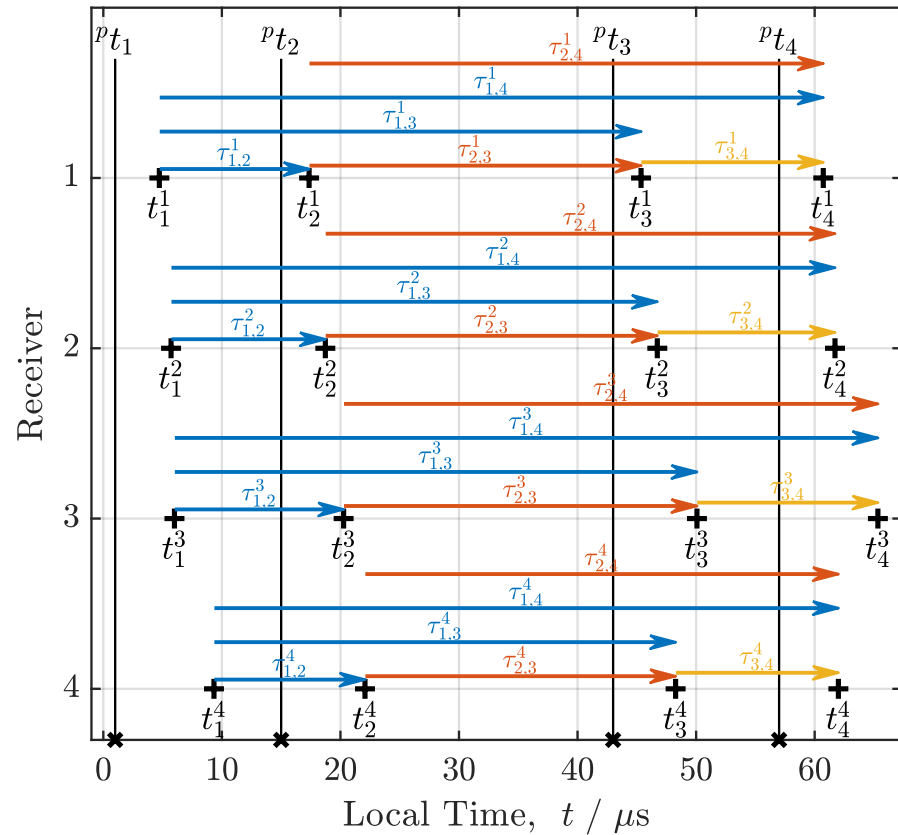 ᵖt₁ ᵖt₂ ᵖt₃ ᵖt₄
τ¹₂,₄
τ¹₁,₄
τ¹₁,₃
τ¹₁,₂ τ¹₂,₃ τ¹₃,₄
1
t¹₁ t¹₂ t¹₃ t¹₄
τ²₂,₄
τ²₁,₄
τ²₁,₃
τ²₁,₂ τ²₂,₃ τ²₃,₄
2
t²₁ t²₂ t²₃ t²₄
τ³₂,₄
τ³₁,₄
τ³₁,₃
τ³₁,₂ τ³₂,₃ τ³₃,₄
3
t³₁ t³₂ t³₃ t³₄
τ⁴₂,₄
τ⁴₁,₄
τ⁴₁,₃
τ⁴₁,₂ τ⁴₂,₃ τ⁴₃,₄
4
t⁴₁ t⁴₂ t⁴₃ t⁴₄
Receiver
0 10 20 30 40 50 60
Local Time, t / μs